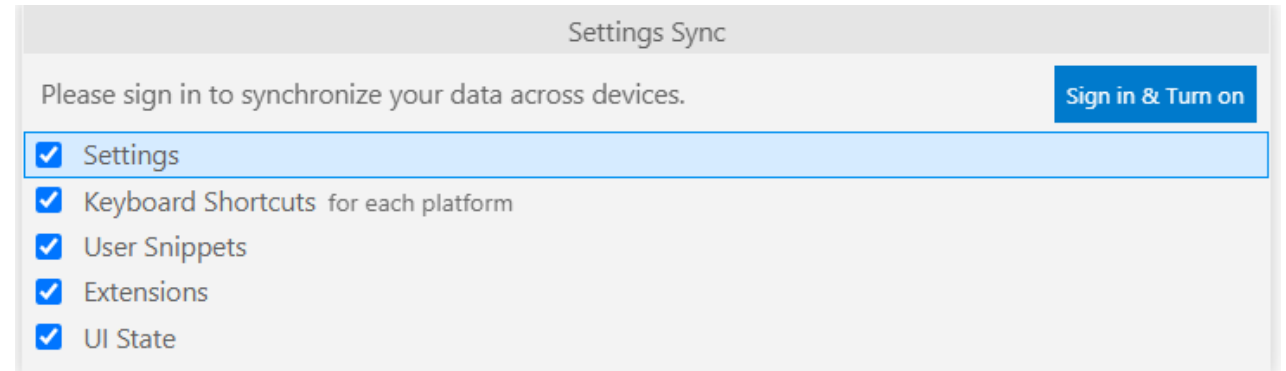 Settings Sync
Please sign in to synchronize your data across devices.
Sign in & Turn on
Settings
Keyboard Shortcuts for each platform
User Snippets
Extensions
UI State